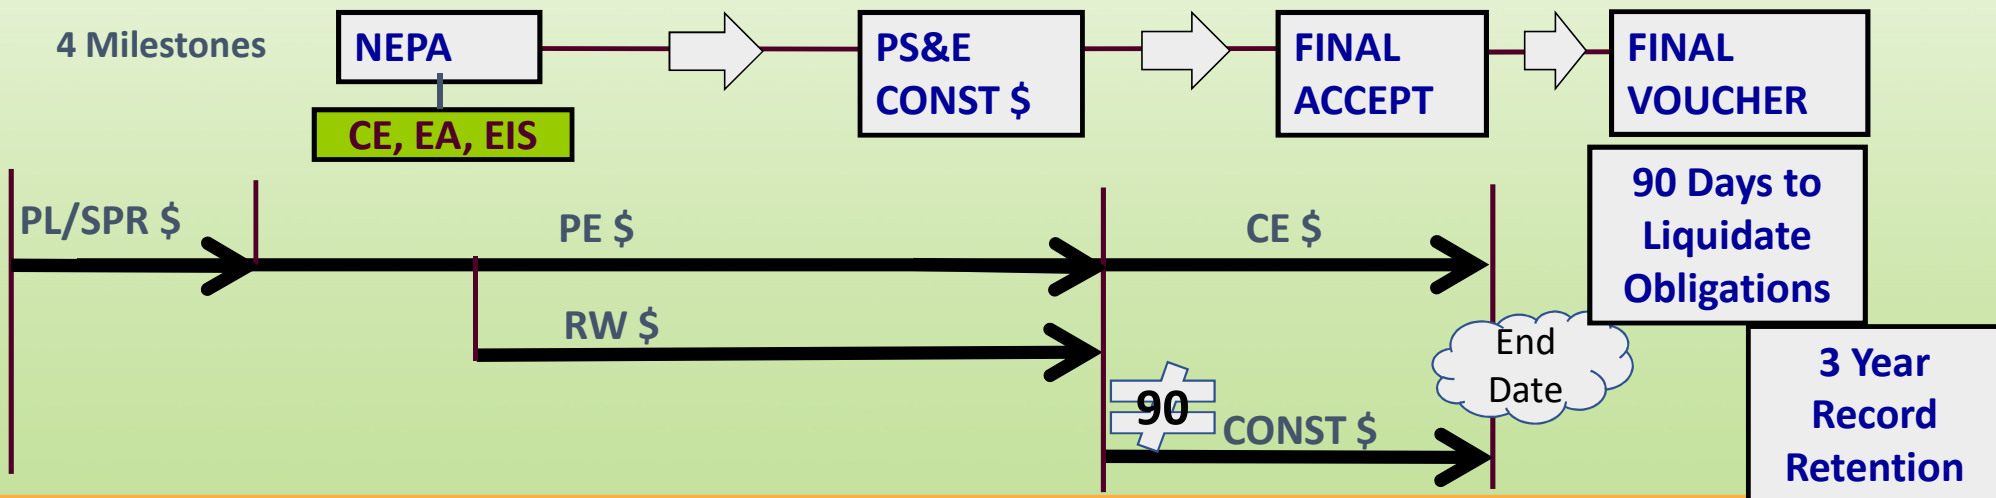 4 Milestones
NEPA
PS&E
CONST $
FINAL
ACCEPT
FINAL
VOUCHER
CE, EA, EIS
PL/SPR $
PE $
CE $
90 Days to
Liquidate
Obligations
RW $
End
Date
90
CONST $
3 Year
Record
Retention